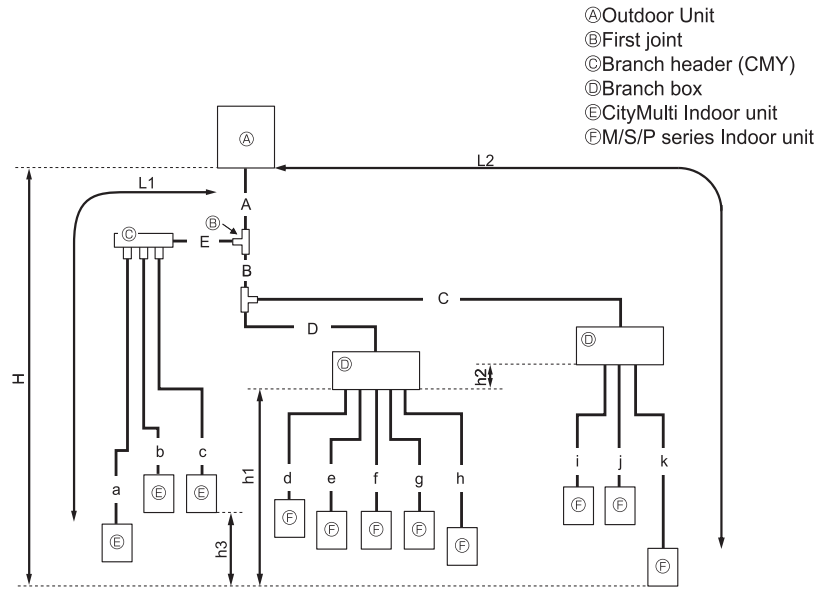 ⒶOutdoor Unit
ⒷFirst joint
ⒸBranch header (CMY)
ⒹBranch box
ⒺCityMulti Indoor unit
ⒻM/S/P series Indoor unit
Ⓐ
L2
L1
A
Ⓑ
Ⓒ
E
B
C
D
Ⓓ
Ⓓ
H
h2
b
c
a
h1
d
e
f
g
h
i
j
k
Ⓔ
Ⓔ
Ⓔ
h3
Ⓕ
Ⓕ
Ⓕ
Ⓕ
Ⓕ
Ⓕ
Ⓕ
Ⓕ